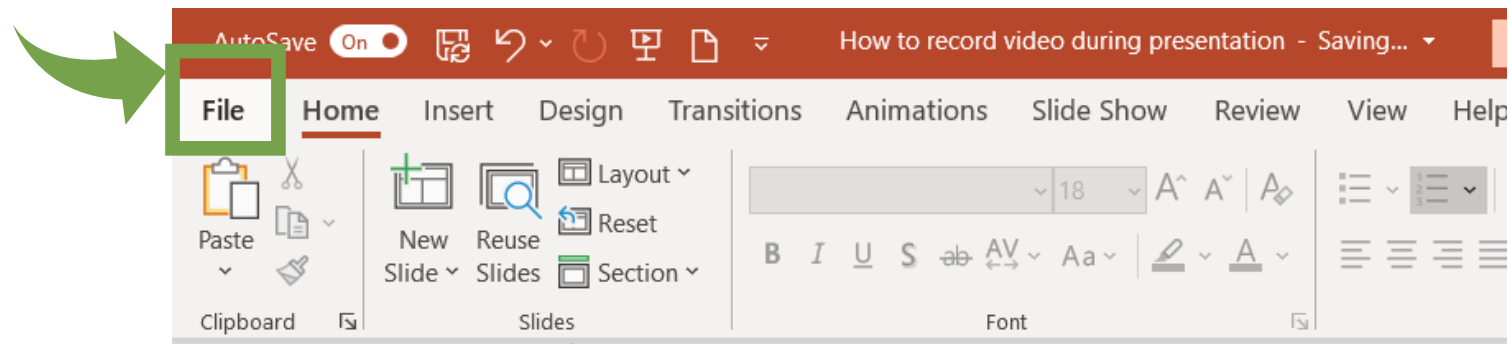 AutoSave On How to record video during presentation - Saving...
File Home Insert Design Transitions Animations Slide Show Review View Help
Layout
18 A A A
Paste New Slide Reuse Slides Reset
B I U S ab AV Aa A
Section
Clipboard Slides Font